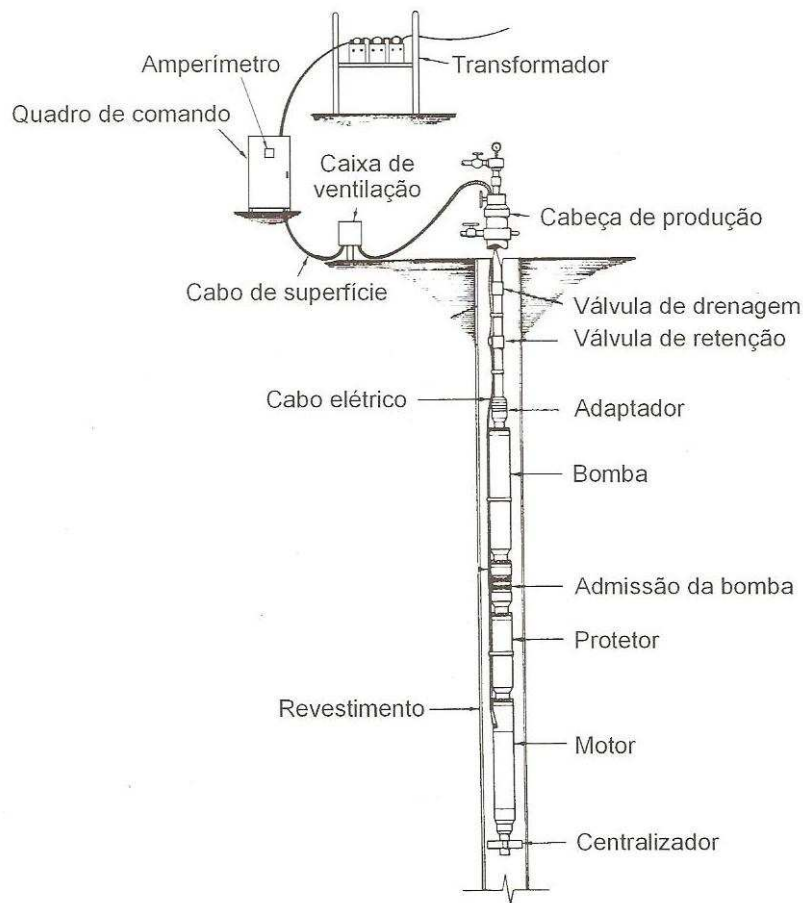 Amperímetro
Transformador
Quadro de comando
Caixa de
ventilação
Cabeça de produção
Cabo de superfície
Válvula de drenagem
Válvula de retenção
Cabo elétrico
Adaptador
Bomba
Admissão da bomba
Protetor
Revestimento
Motor
Centralizador